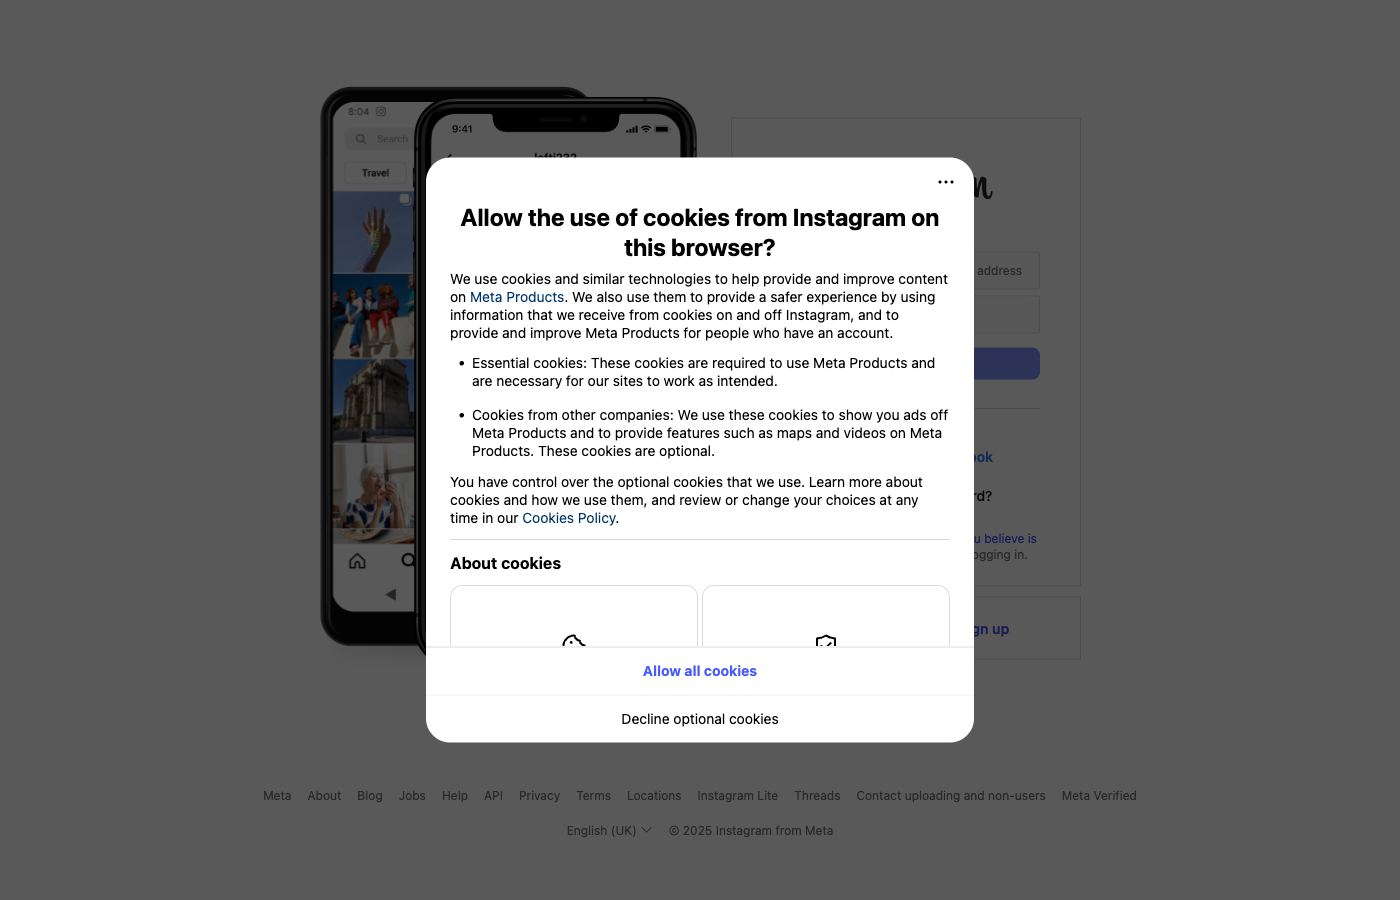 8:04
Search
Travel
9:41
Allow the use of cookies from Instagram on
this browser?
We use cookies and similar technologies to help provide and improve content
on Meta Products. We also use them to provide a safer experience by using
information that we receive from cookies on and off Instagram, and to
provide and improve Meta Products for people who have an account.
• Essential cookies: These cookies are required to use Meta Products and
are necessary for our sites to work as intended.
• Cookies from other companies: We use these cookies to show you ads off
Meta Products and to provide features such as maps and videos on Meta
Products. These cookies are optional.
You have control over the optional cookies that we use. Learn more about
cookies and how we use them, and review or change your choices at any
time in our Cookies Policy.
About cookies
Allow all cookies
Decline optional cookies
address
believe is
in.
up
Meta About Blog Jobs Help API Privacy Terms Locations Instagram Lite Threads Contact uploading and non-users Meta Verified
English (UK) © 2025 Instagram from Meta